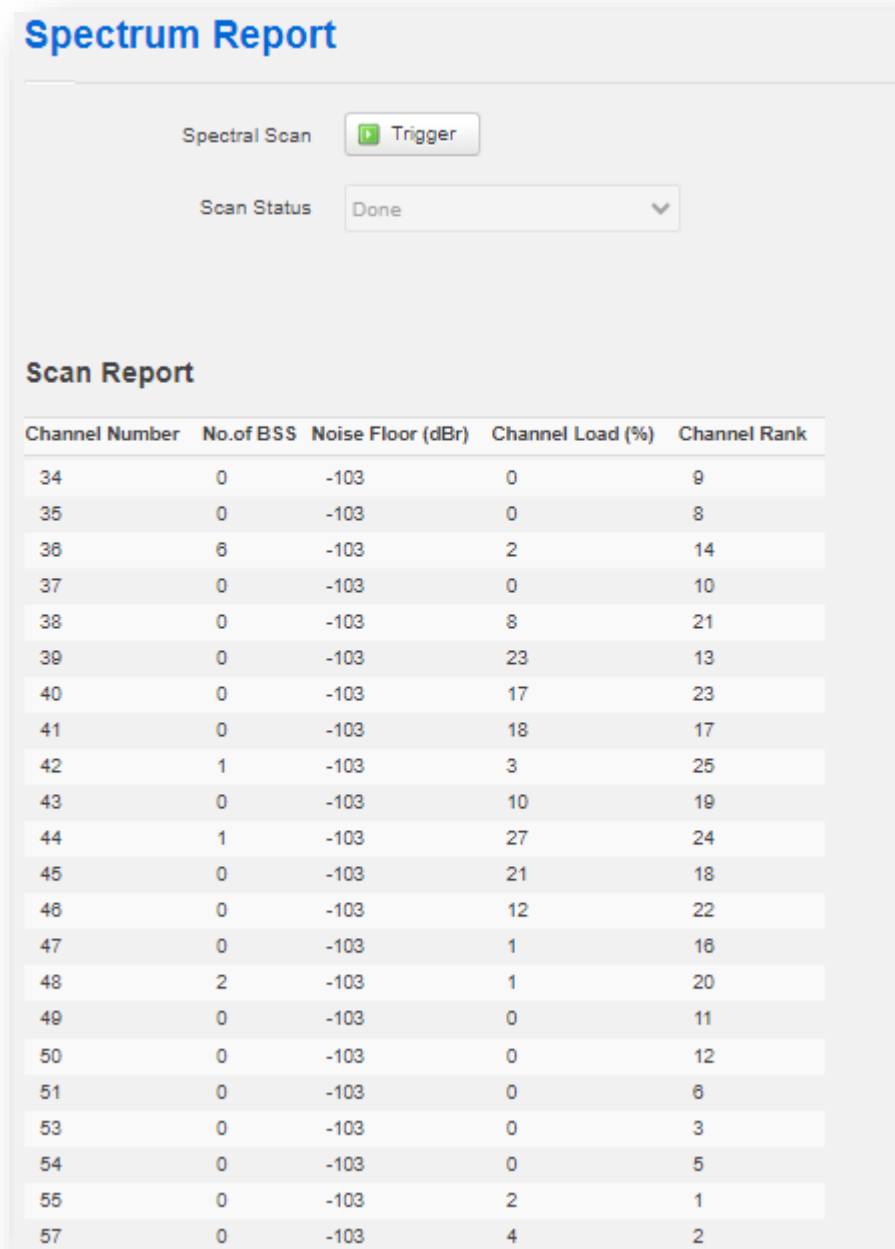 Spectrum Report
Spectral Scan Trigger
Scan Status Done
Scan Report
Channel Number No.of BSS Noise Floor (dBr) Channel Load (%) Channel Rank
34 0 -103 0 9
35 0 -103 0 8
36 6 -103 2 14
37 0 -103 0 10
38 0 -103 8 21
39 0 -103 23 13
40 0 -103 17 23
41 0 -103 18 17
42 1 -103 3 25
43 0 -103 10 19
44 1 -103 27 24
45 0 -103 21 18
46 0 -103 12 22
47 0 -103 1 16
48 2 -103 1 20
49 0 -103 0 11
50 0 -103 0 12
51 0 -103 0 6
53 0 -103 0 3
54 0 -103 0 5
55 0 -103 2 1
57 0 -103 4 2